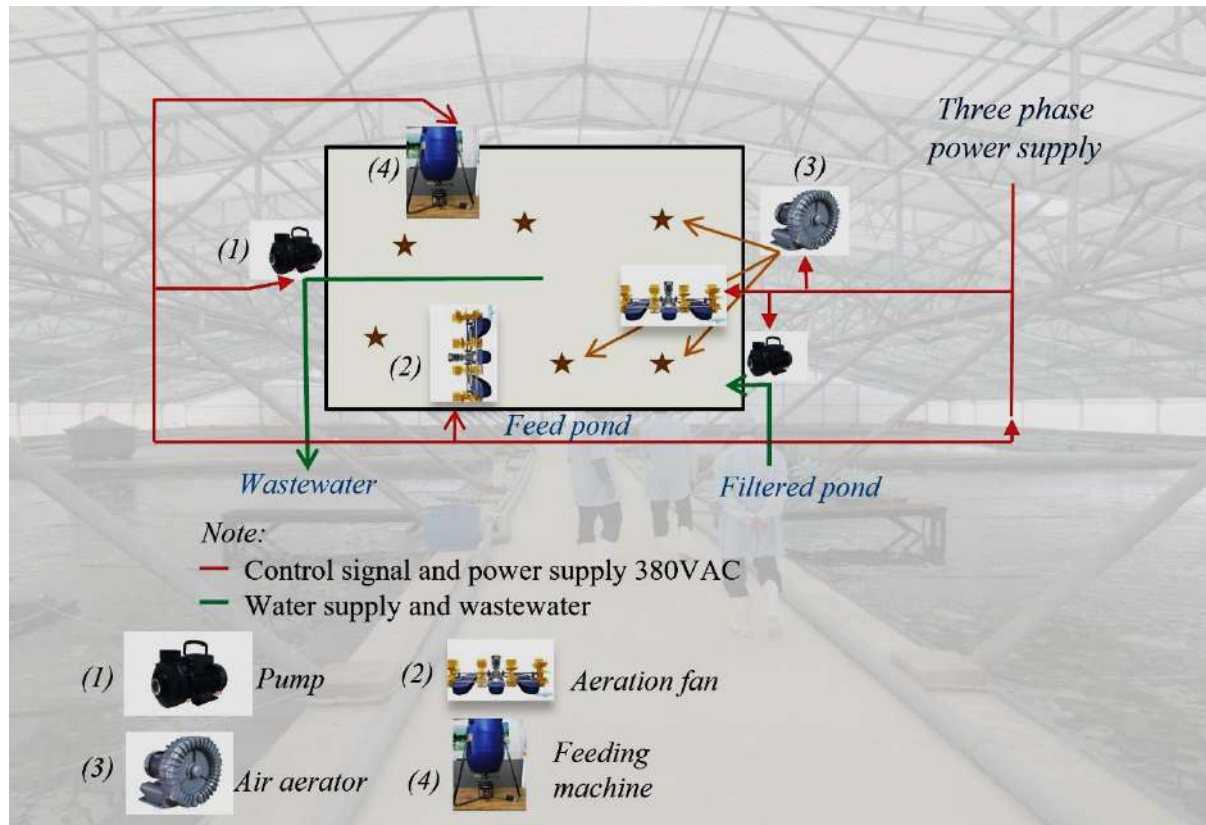 Three phase
power supply
(4)
(3)
(1)
(2)
Feed pond
Wastewater
Filtered pond
Note:
Control signal and power supply 380VAC
Water supply and wastewater
(1) Pump
(2) Aeration fan
(3) Air aerator
(4) Feeding
machine